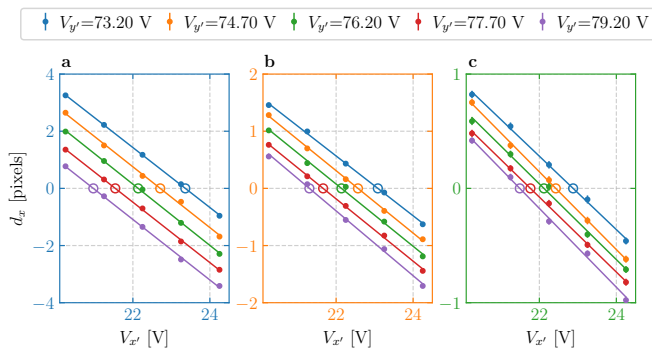 V_{y′}=73.20 V V_{y′}=74.70 V V_{y′}=76.20 V V_{y′}=77.70 V V_{y′}=79.20 V
a b c
4 2 1
2 1
0 0 0
−2 −1
−4 −2 −1
22 24 22 24 22 24
d_x [pixels]
V_{x′} [V] V_{x′} [V] V_{x′} [V]